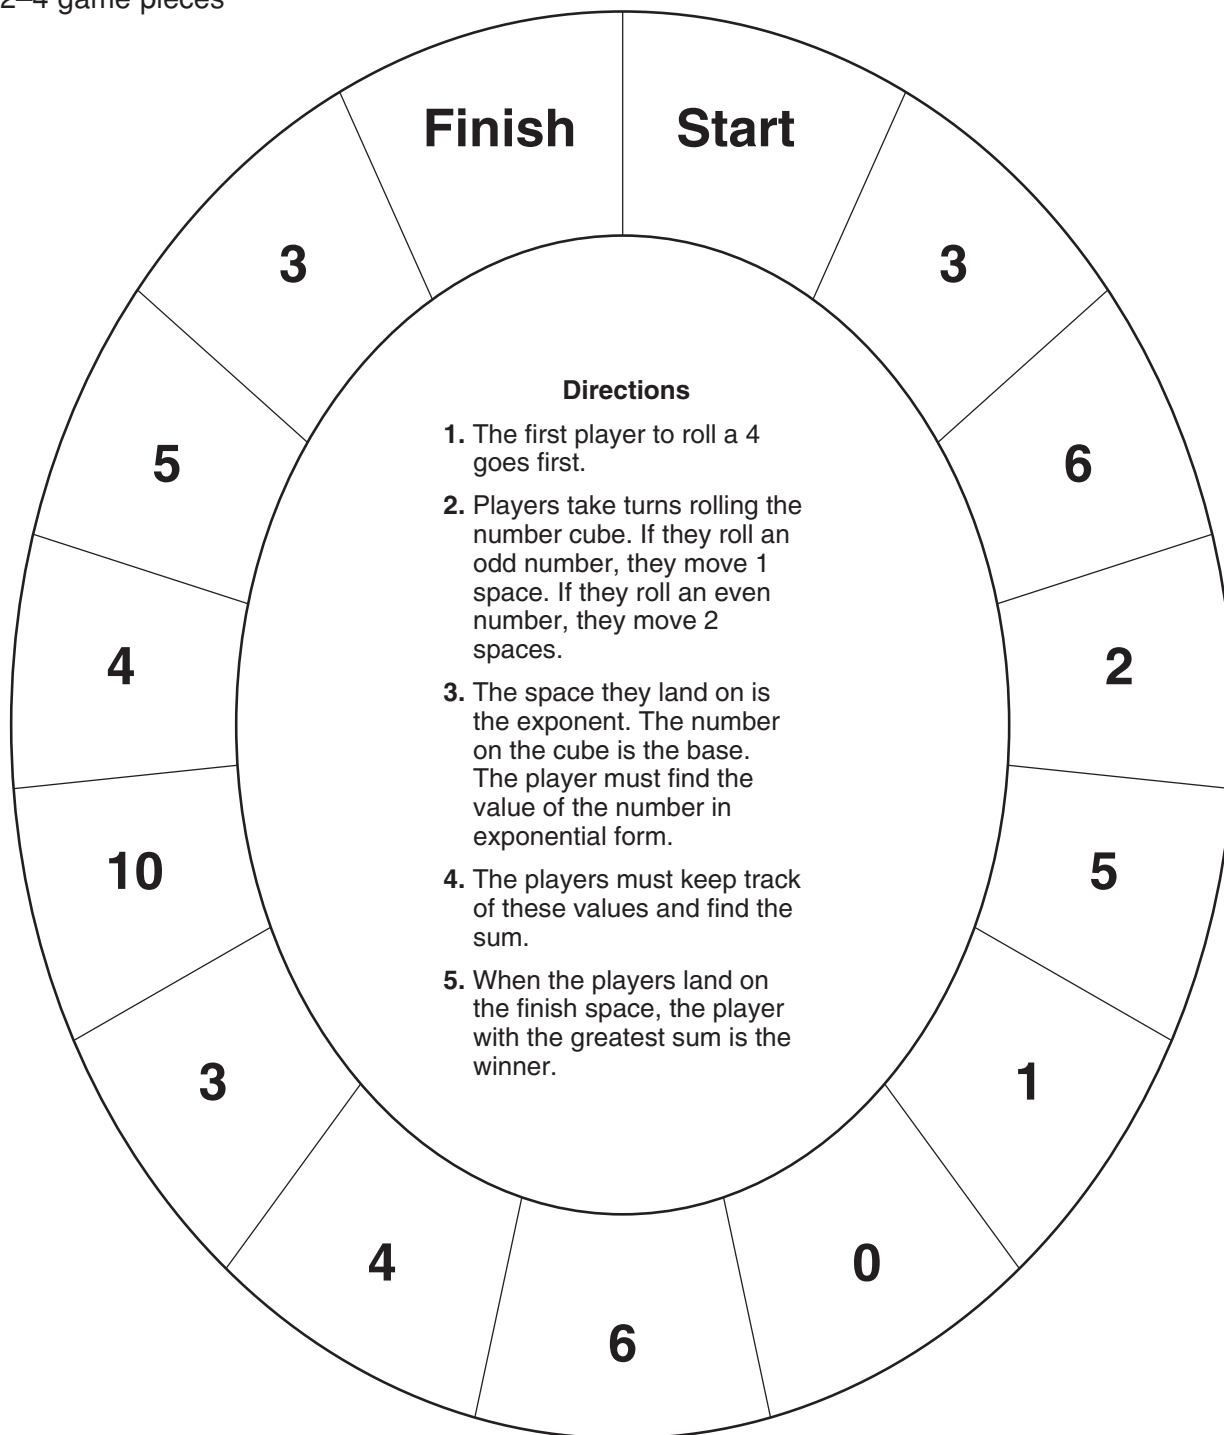 2–4 game pieces
Finish
Start
3
3
5
6
4
2
10
5
3
1
4
0
6
Directions
1. The first player to roll a 4
goes first.
2. Players take turns rolling the
number cube. If they roll an
odd number, they move 1
space. If they roll an even
number, they move 2
spaces.
3. The space they land on is
the exponent. The number
on the cube is the base.
The player must find the
value of the number in
exponential form.
4. The players must keep track
of these values and find the
sum.
5. When the players land on
the finish space, the player
with the greatest sum is the
winner.